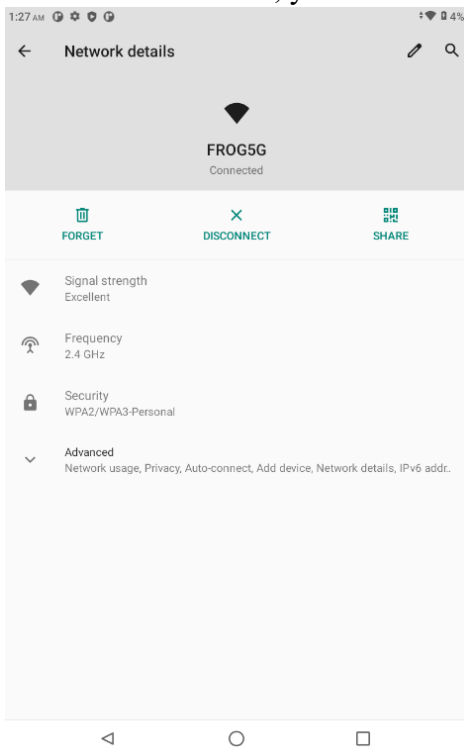 1:27 AM 4%
Network details
FROG5G
Connected
FORGET DISCONNECT SHARE
Signal strength
Excellent
Frequency
2.4 GHz
Security
WPA2/WPA3-Personal
Advanced
Network usage, Privacy, Auto-connect, Add device, Network details, IPv6 addr..